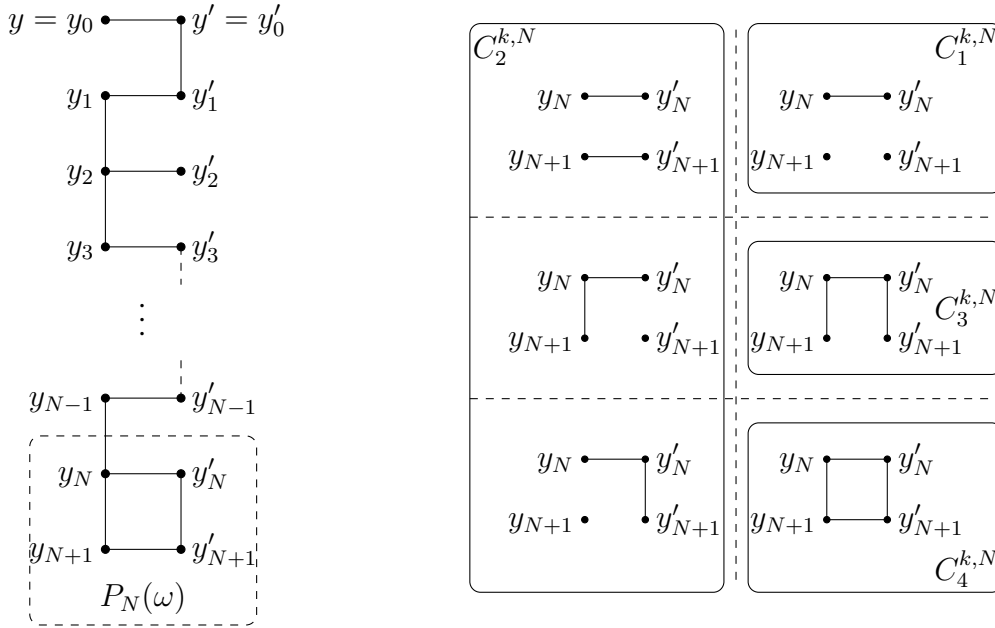 y = y_0 y' = y'_0
y_1 y'_1
y_2 y'_2
y_3 y'_3
⋮
y_{N-1} y'_{N-1}
y_N y'_N
y_{N+1} y'_{N+1}
P_N(ω)
C_2^{k,N}
y_N y'_N
y_{N+1} y'_{N+1}
y_N y'_N
y_{N+1} y'_{N+1}
y_N y'_N
y_{N+1} y'_{N+1}
C_1^{k,N}
y_N y'_N
y_{N+1} y'_{N+1}
y_N y'_N
C_3^{k,N}
y_{N+1} y'_{N+1}
y_N y'_N
y_{N+1} y'_{N+1}
C_4^{k,N}